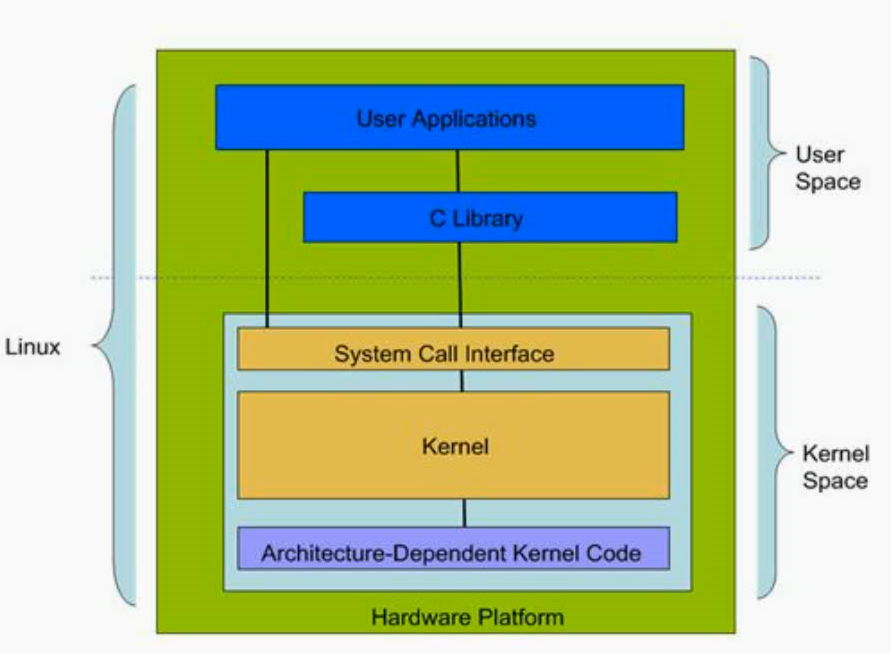 User Applications
User
Space
C Library
Linux
System Call Interface
Kernel
Kernel
Space
Architecture-Dependent Kernel Code
Hardware Platform